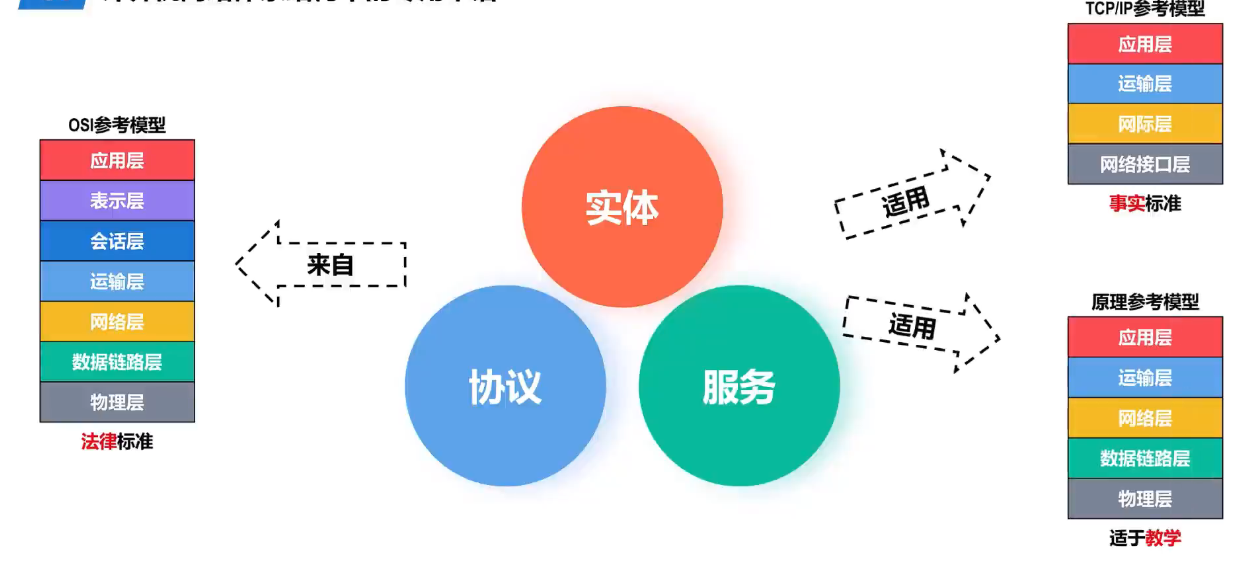 TCP/IP参考模型
应用层
运输层
网际层
网络接口层
事实标准
OSI参考模型
应用层
表示层
会话层
运输层
网络层
数据链路层
物理层
法律标准
来自
实体
协议
服务
适用
适用
原理参考模型
应用层
运输层
网络层
数据链路层
物理层
适于教学